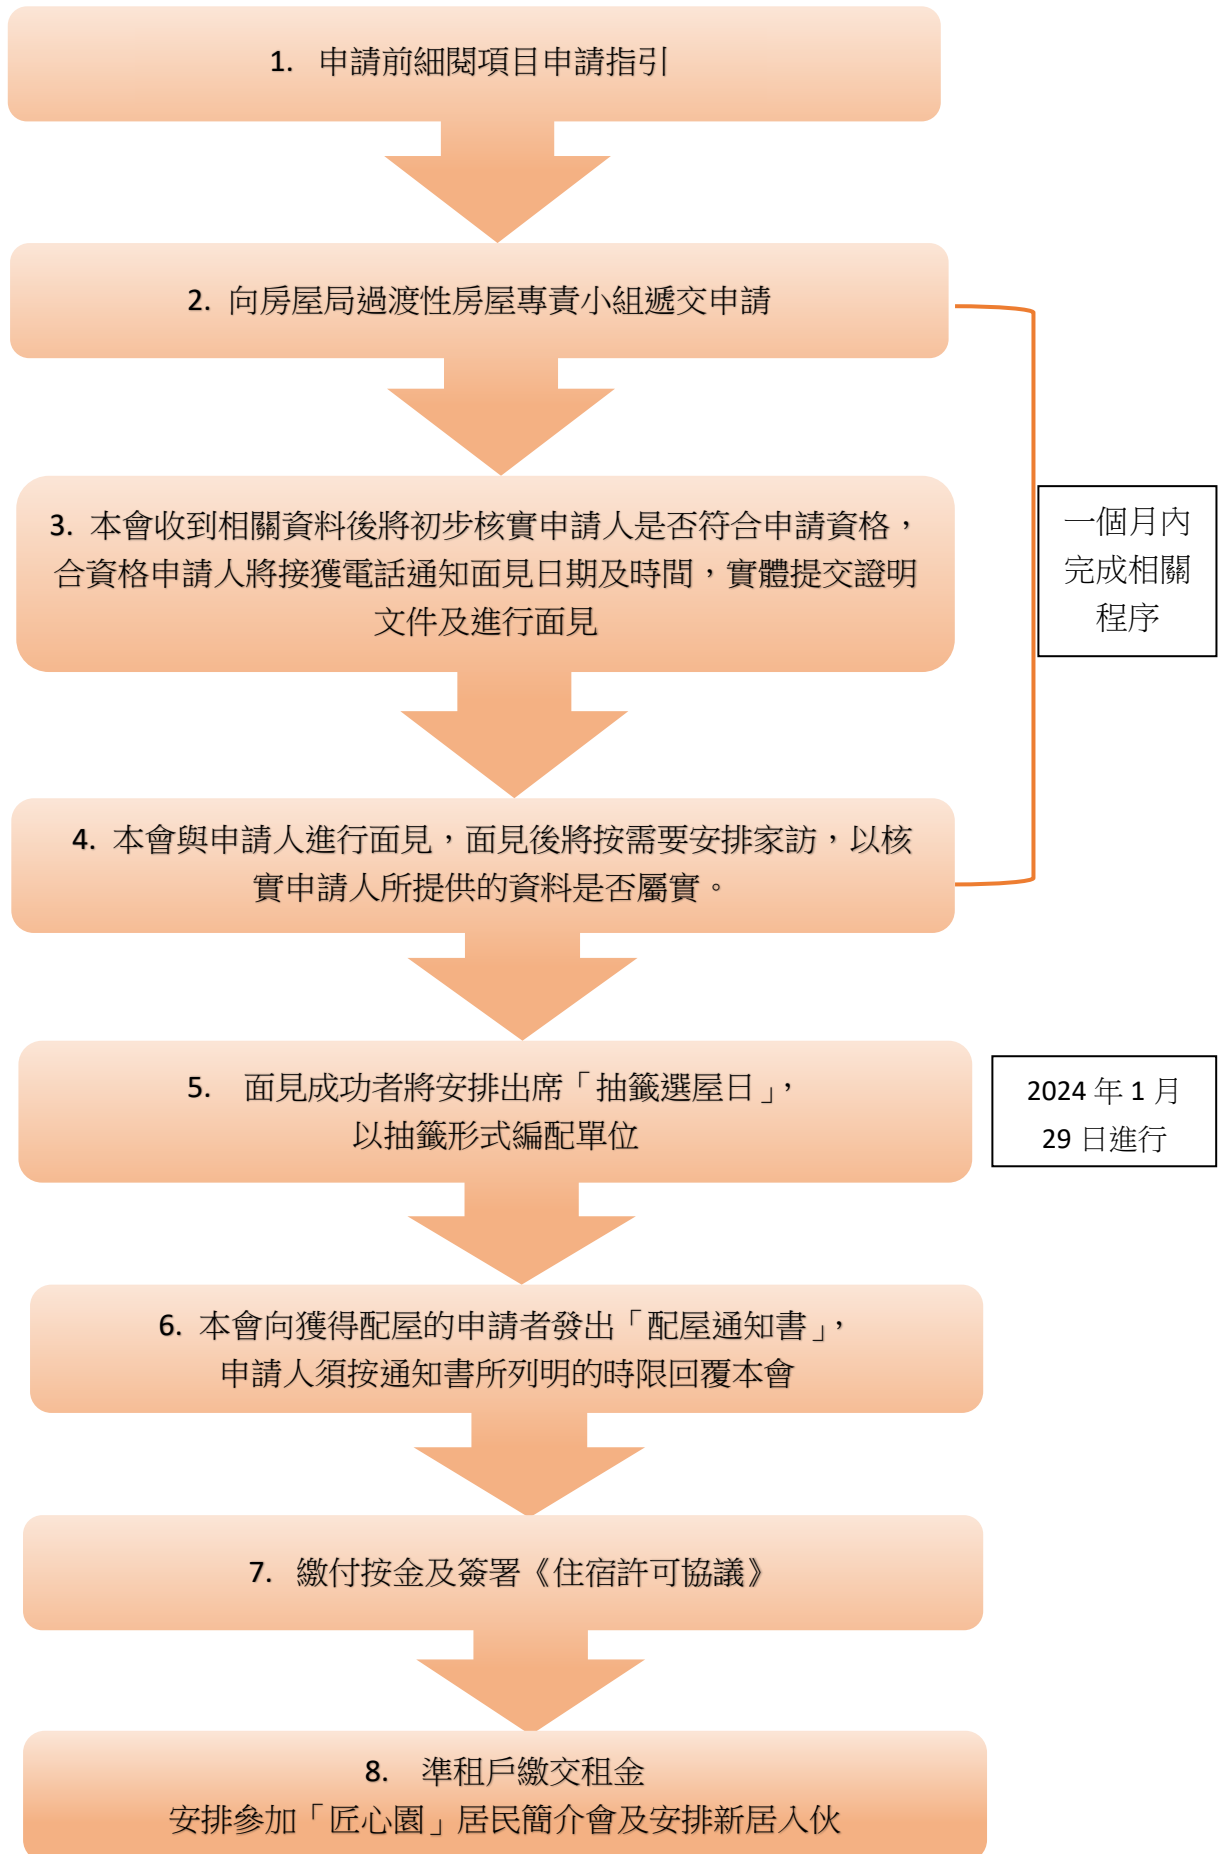 1. 申請前細閱項目申請指引
2. 向房屋局過渡性房屋專責小組遞交申請
3. 本會收到相關資料後將初步核實申請人是否符合申請資格，
合資格申請人將接獲電話通知面見日期及時間，實體提交證明
文件及進行面見
一個月內
完成相關
程序
4. 本會與申請人進行面見，面見後將按需要安排家訪，以核
實申請人所提供的資料是否屬實。
5. 面見成功者將安排出席「抽籤選屋日」，
以抽籤形式編配單位
2024 年 1 月
29 日進行
6. 本會向獲得配屋的申請者發出「配屋通知書」，
申請人須按通知書所列明的時限回覆本會
7. 繳付按金及簽署《住宿許可協議》
8. 準租戶繳交租金
安排參加「匠心園」居民簡介會及安排新居入伙